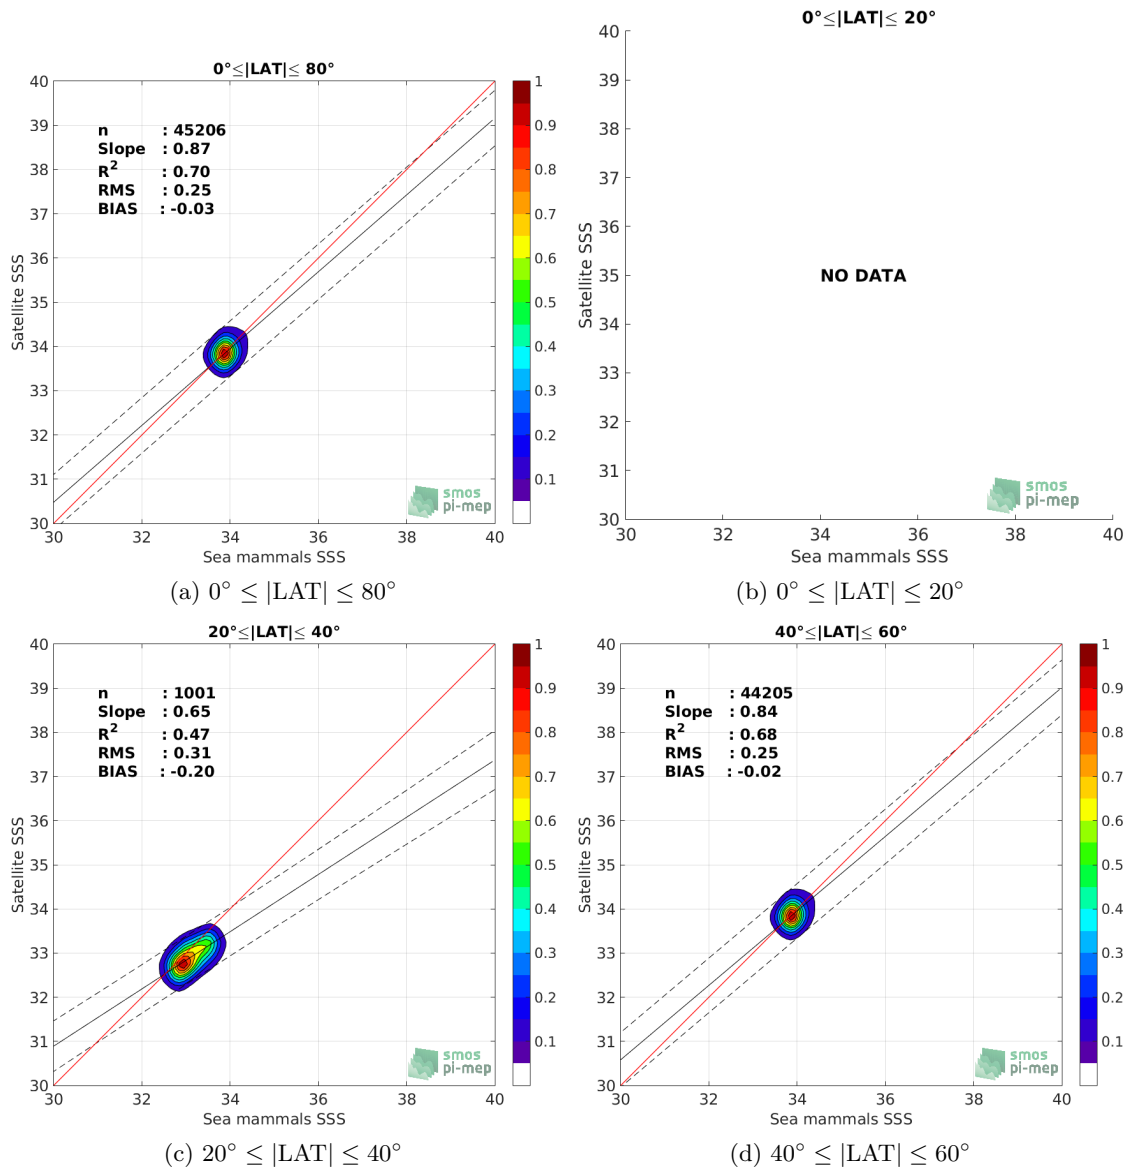 0°≤|LAT|≤ 80°
40
39
38
37
36
35
34
33
32
31
30
30 32 34 36 38 40
Satellite SSS
Sea mammals SSS
n : 45206
Slope : 0.87
R2 : 0.70
RMS : 0.25
BIAS : -0.03
smos
pi-mep
1
0.9
0.8
0.7
0.6
0.5
0.4
0.3
0.2
0.1
(a) 0° ≤ |LAT| ≤ 80°
0°≤|LAT|≤ 20°
40
39
38
37
36
35
34
33
32
31
30
30 32 34 36 38 40
Satellite SSS
Sea mammals SSS
NO DATA
smos
pi-mep
(b) 0° ≤ |LAT| ≤ 20°
20°≤|LAT|≤ 40°
40
39
38
37
36
35
34
33
32
31
30
30 32 34 36 38 40
Satellite SSS
Sea mammals SSS
n : 1001
Slope : 0.65
R2 : 0.47
RMS : 0.31
BIAS : -0.20
smos
pi-mep
1
0.9
0.8
0.7
0.6
0.5
0.4
0.3
0.2
0.1
(c) 20° ≤ |LAT| ≤ 40°
40°≤|LAT|≤ 60°
40
39
38
37
36
35
34
33
32
31
30
30 32 34 36 38 40
Satellite SSS
Sea mammals SSS
n : 44205
Slope : 0.84
R2 : 0.68
RMS : 0.25
BIAS : -0.02
smos
pi-mep
1
0.9
0.8
0.7
0.6
0.5
0.4
0.3
0.2
0.1
(d) 40° ≤ |LAT| ≤ 60°